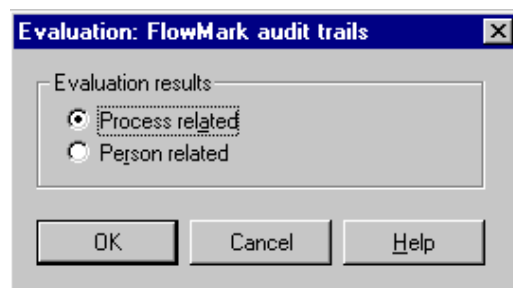 Evaluation: FlowMark audit trails
Evaluation results
Process related
Person related
OK Cancel Help